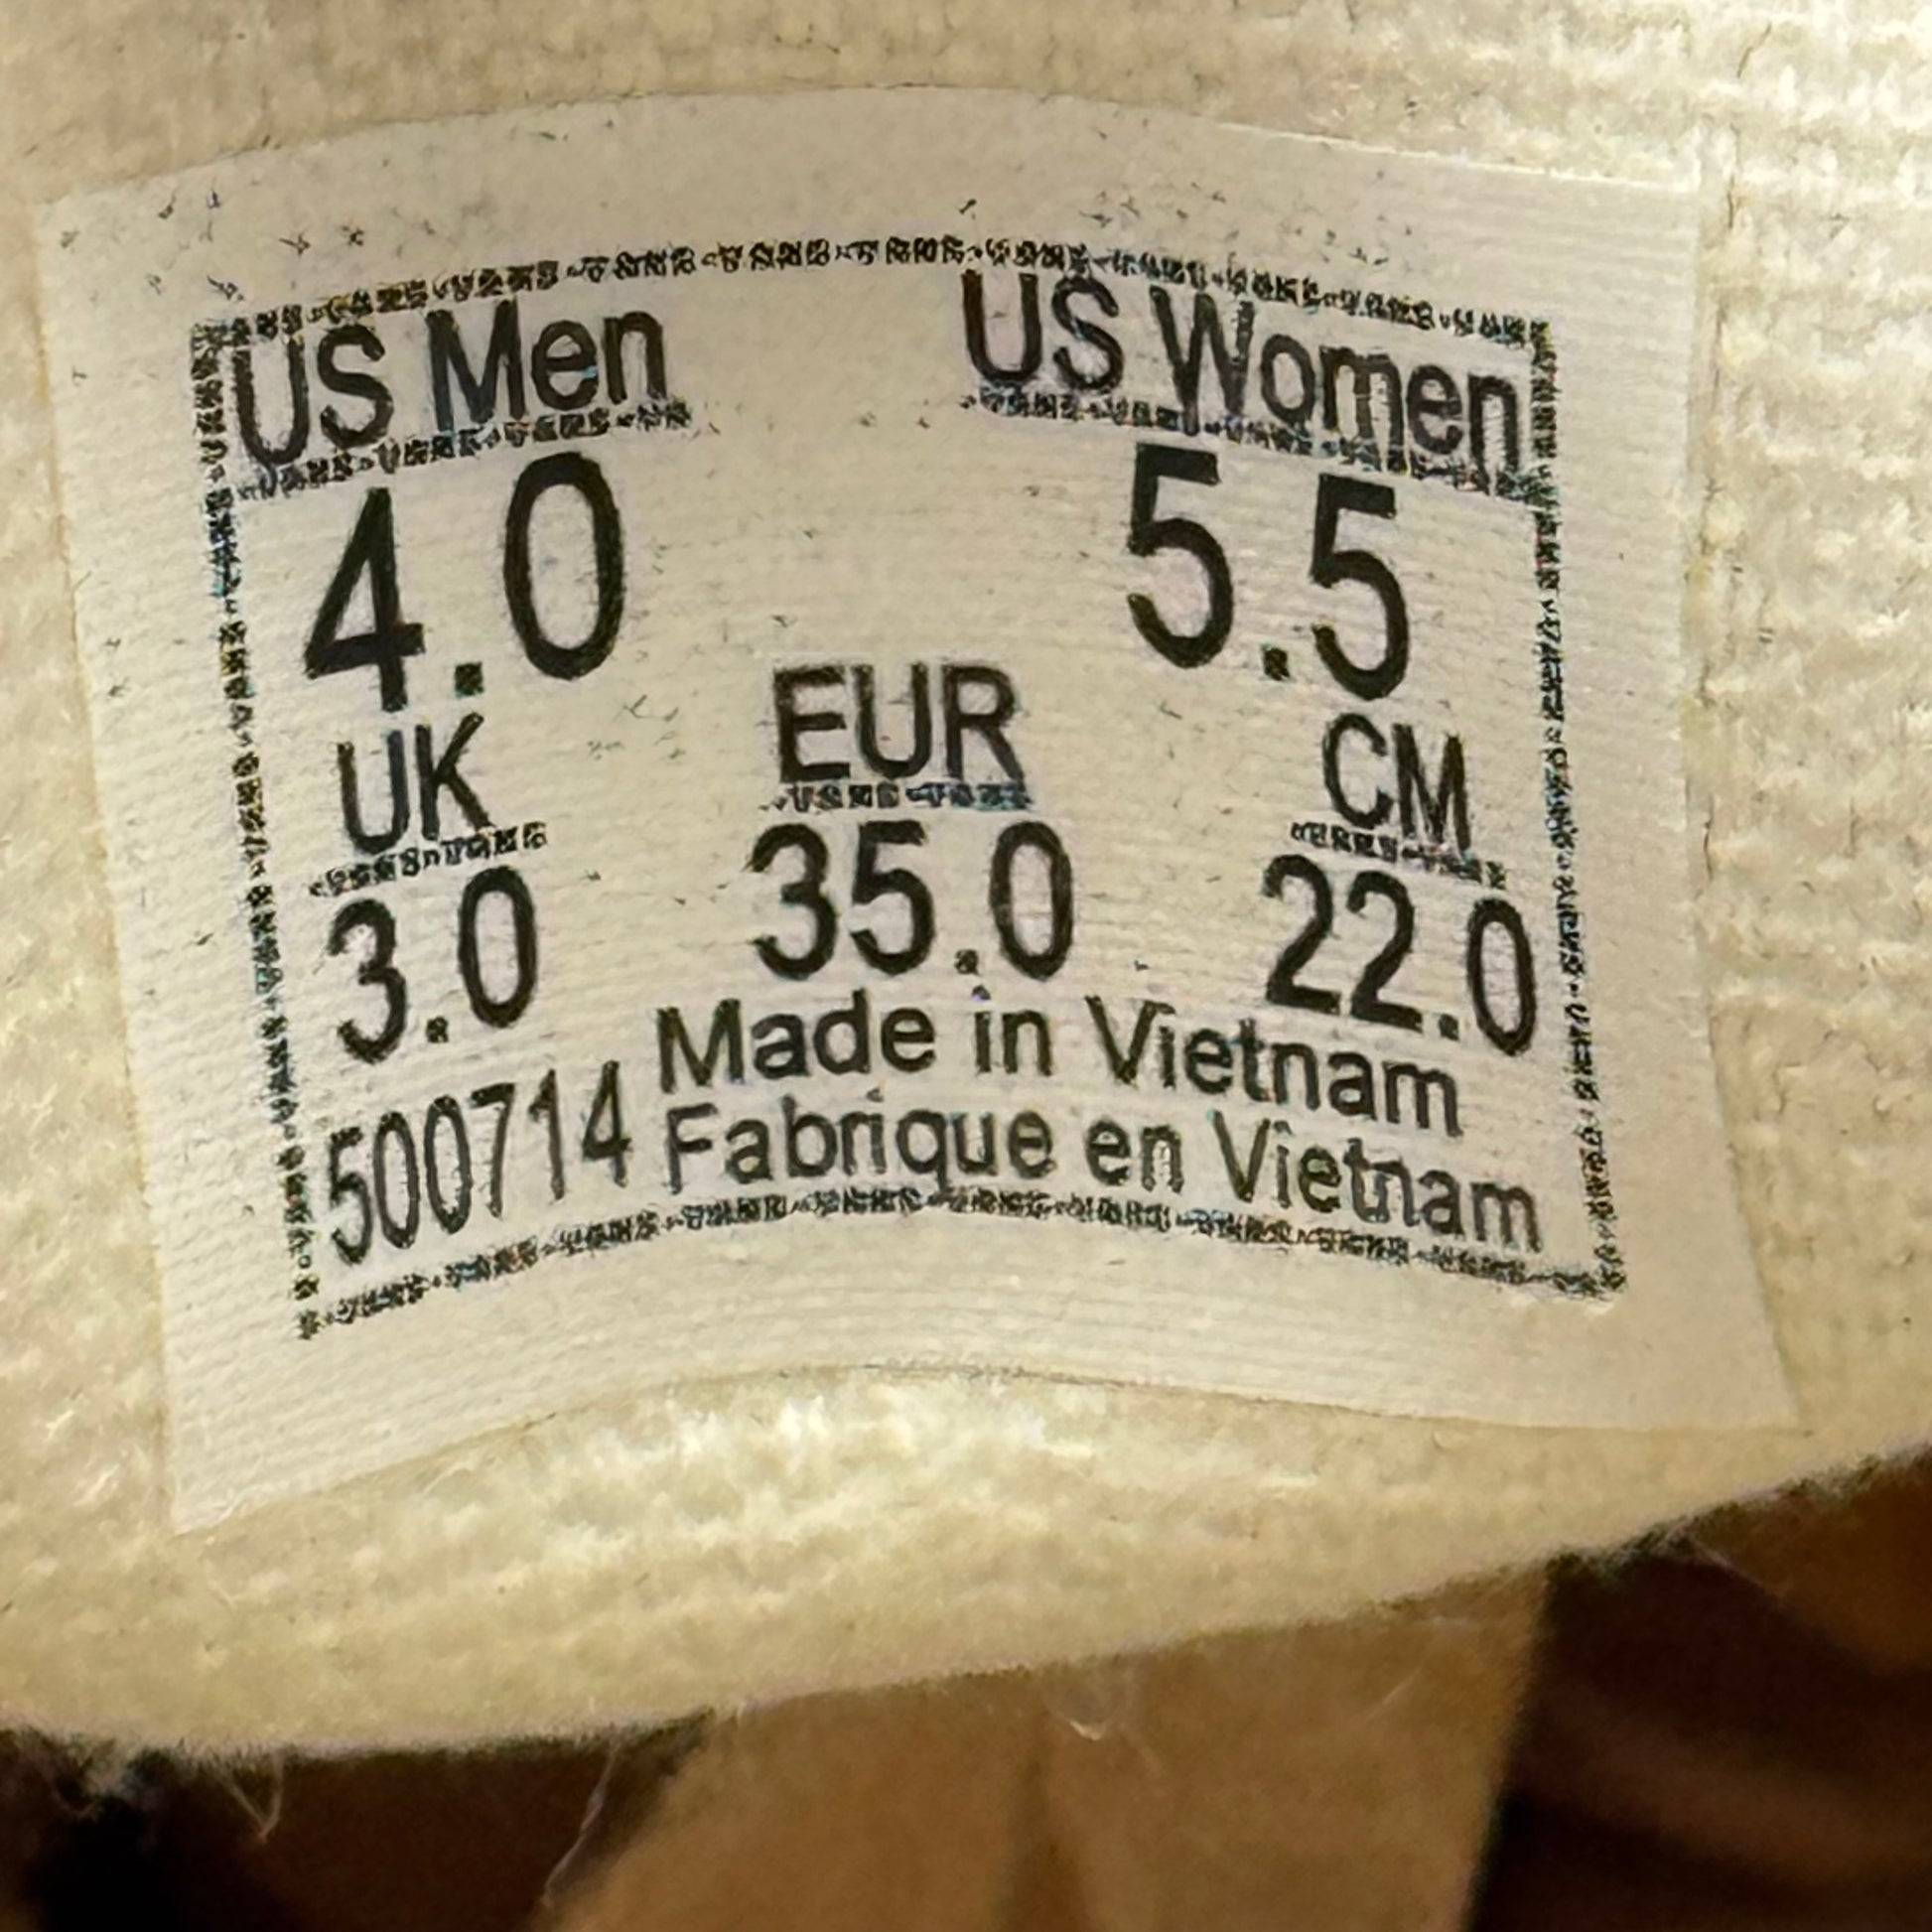 US Men US Women
4.0 5.5
UK EUR CM
3.0 35.0 22.0
Made in Vietnam
500714 Fabrique en Vietnam